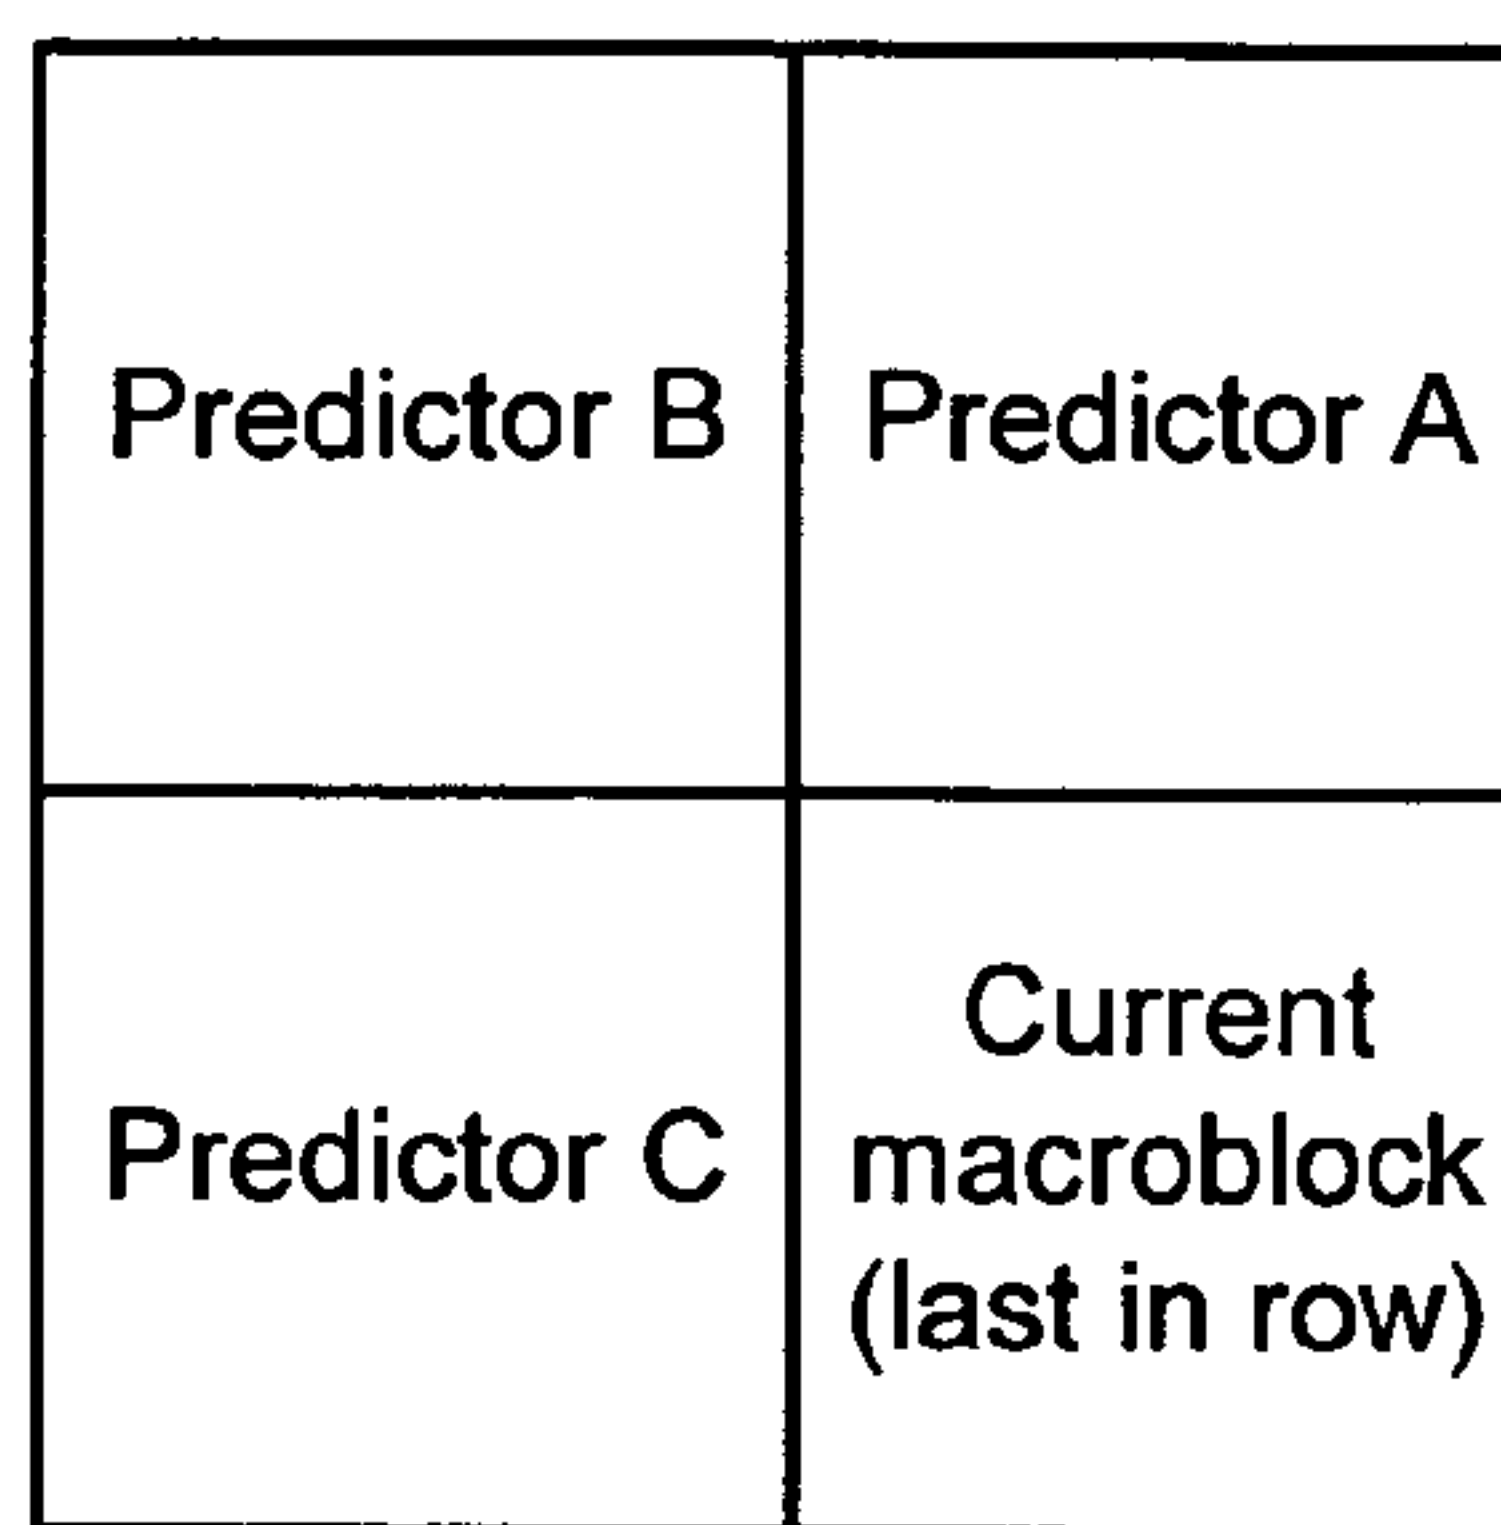 Predictor B
Predictor A
Predictor C
Current
macroblock
(last in row)